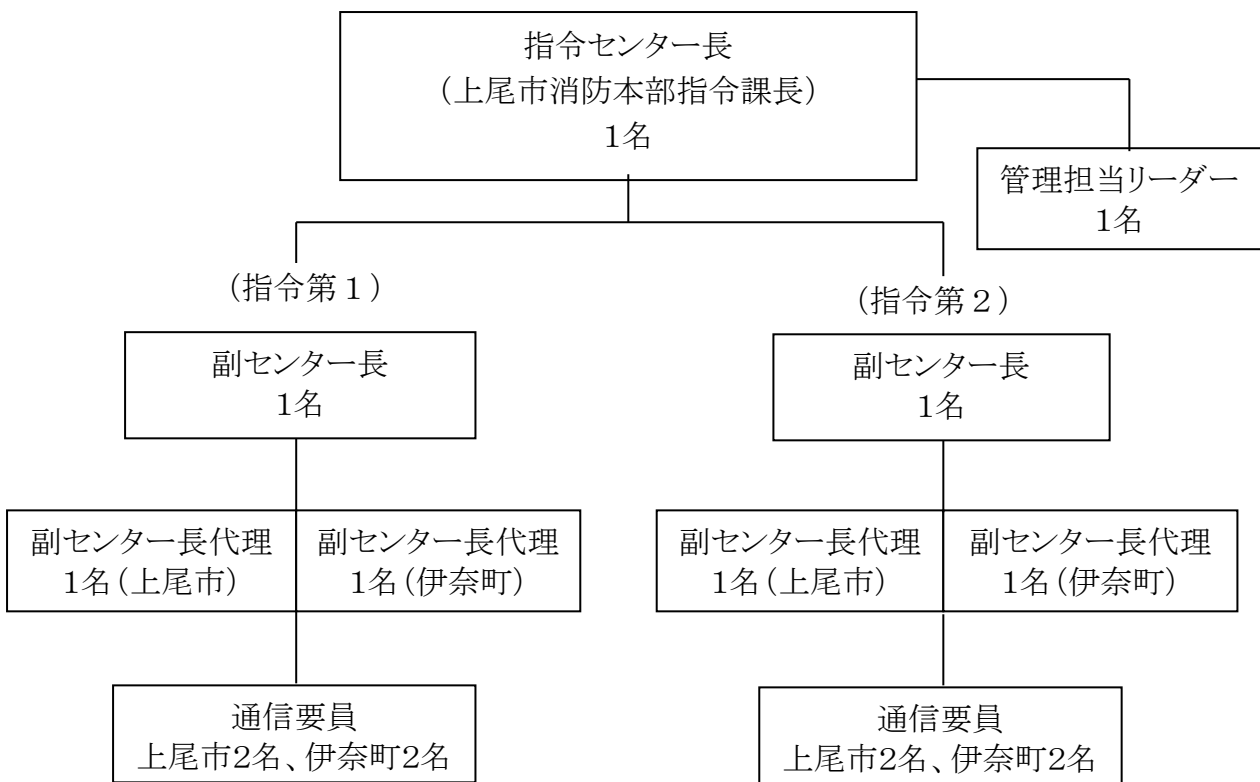 指令センター長
(上尾市消防本部指令課長)
1名
管理担当リーダー
1名
(指令第1)
(指令第2)
副センター長
1名
副センター長
1名
副センター長代理
1名(上尾市)
副センター長代理
1名(伊奈町)
副センター長代理
1名(上尾市)
副センター長代理
1名(伊奈町)
通信要員
上尾市2名、伊奈町2名
通信要員
上尾市2名、伊奈町2名